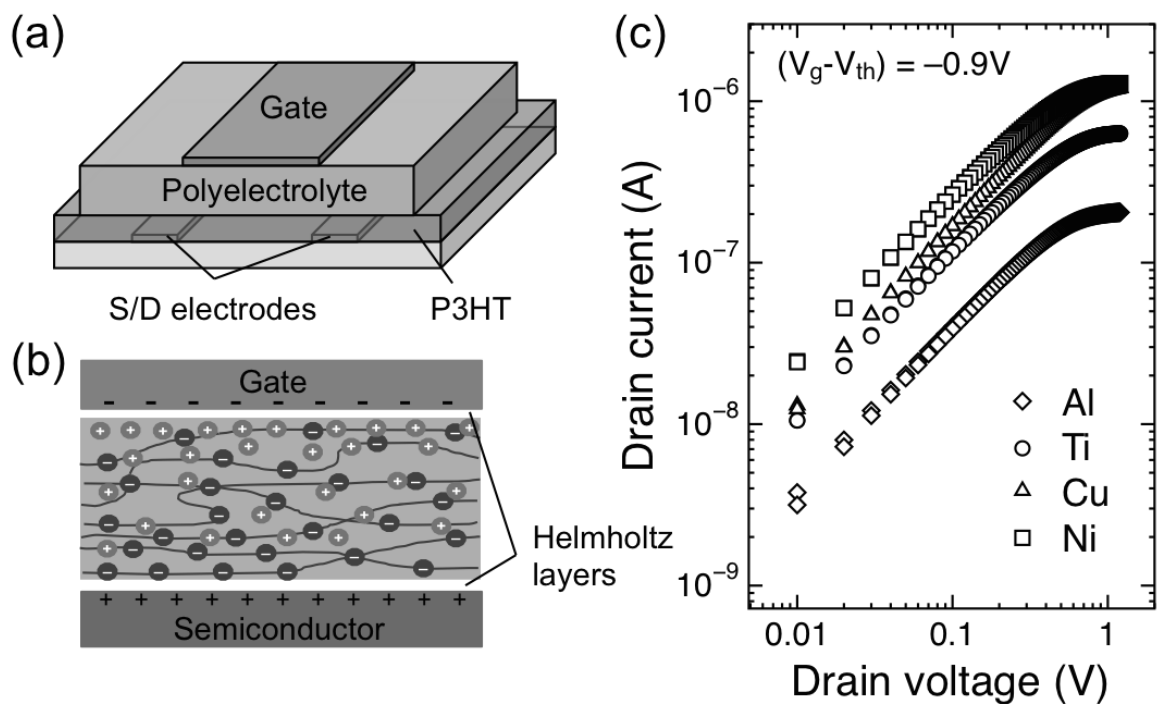 (a)
Gate
Polyelectrolyte
S/D electrodes
P3HT
(b)
Gate
Helmholtz
layers
Semiconductor
(c)
(Vg-Vth) = –0.9V
Drain current (A)
10⁻⁶
10⁻⁷
10⁻⁸
10⁻⁹
Al
Ti
Cu
Ni
0.01
0.1
1
Drain voltage (V)